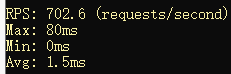 RPS: 702.6 (requests/second)
Max: 80ms
Min: 0ms
Avg: 1.5ms